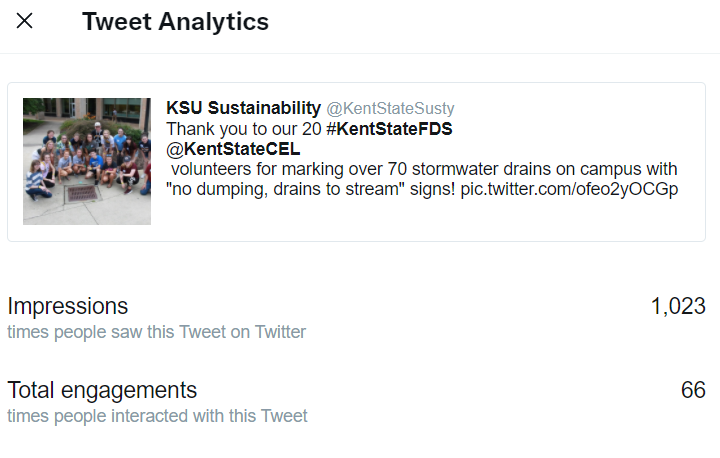 Tweet Analytics
KSU Sustainability @KentStateSusty
Thank you to our 20 #KentStateFDS
@KentStateCEL
volunteers for marking over 70 stormwater drains on campus with
"no dumping, drains to stream" signs! pic.twitter.com/ofeo2yOCGp
Impressions 1,023
times people saw this Tweet on Twitter
Total engagements 66
times people interacted with this Tweet